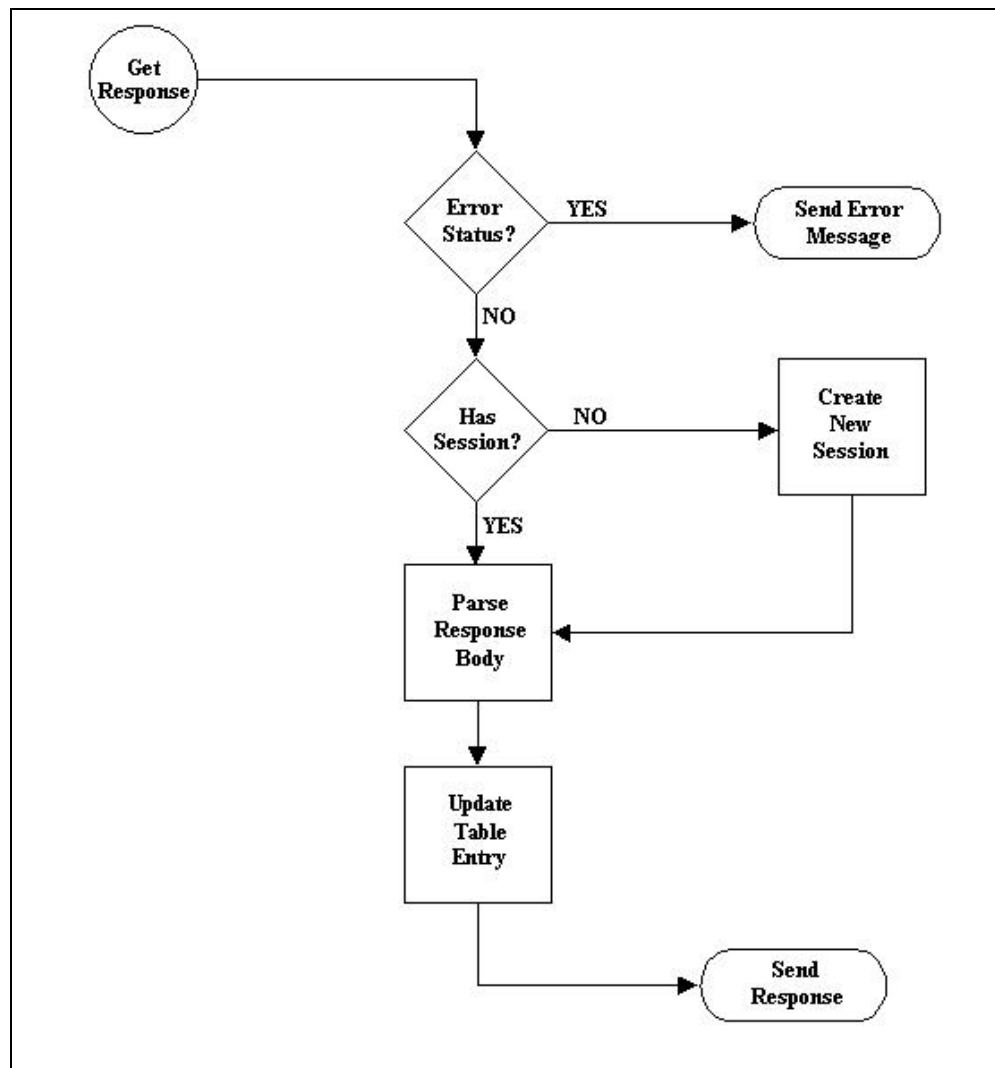 Get
Response
Error
Status?
YES
Send Error
Message
NO
Has
Session?
NO
Create
New
Session
YES
Parse
Response
Body
Update
Table
Entry
Send
Response